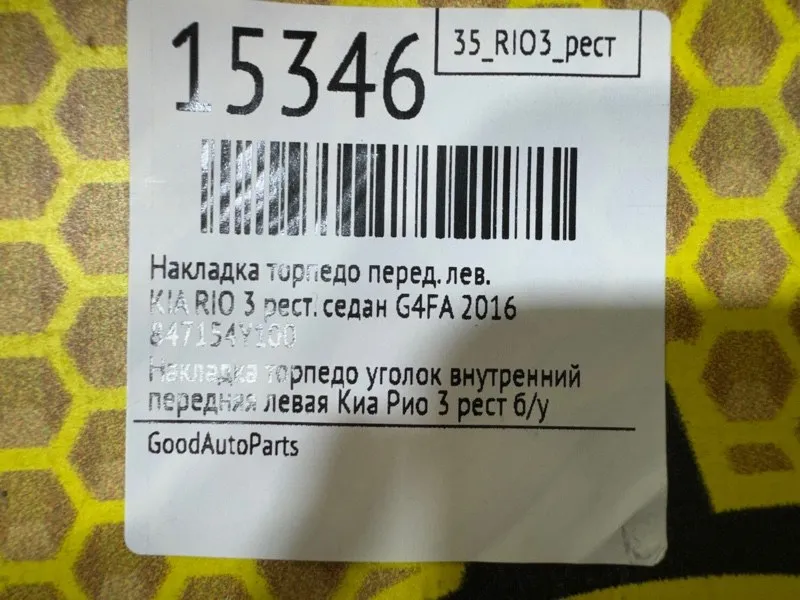 15346
35_RIO3_рест
Накладка торпедо перед. лев.
KIA RIO 3 рест. седан G4FA 2016
847154Y100
Накладка торпедо уголок внутренний
передняя левая Киа Рио 3 рест б/у
GoodAutoParts